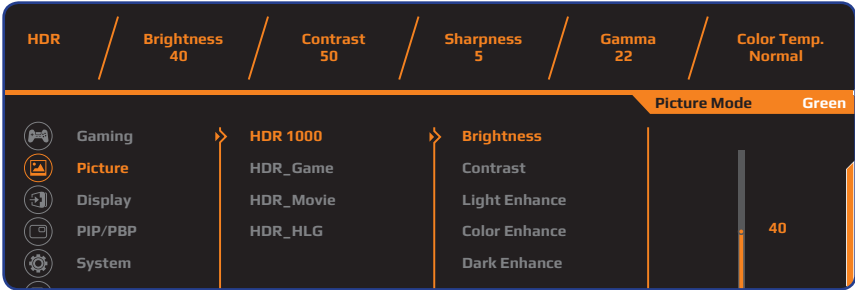 HDR
Brightness
40
Contrast
50
Sharpness
5
Gamma
22
Color Temp.
Normal
Picture Mode Green
Gaming HDR 1000 Brightness
Picture HDR_Game Contrast
Display HDR_Movie Light Enhance
PIP/PBP HDR_HLG Color Enhance 40
System Dark Enhance